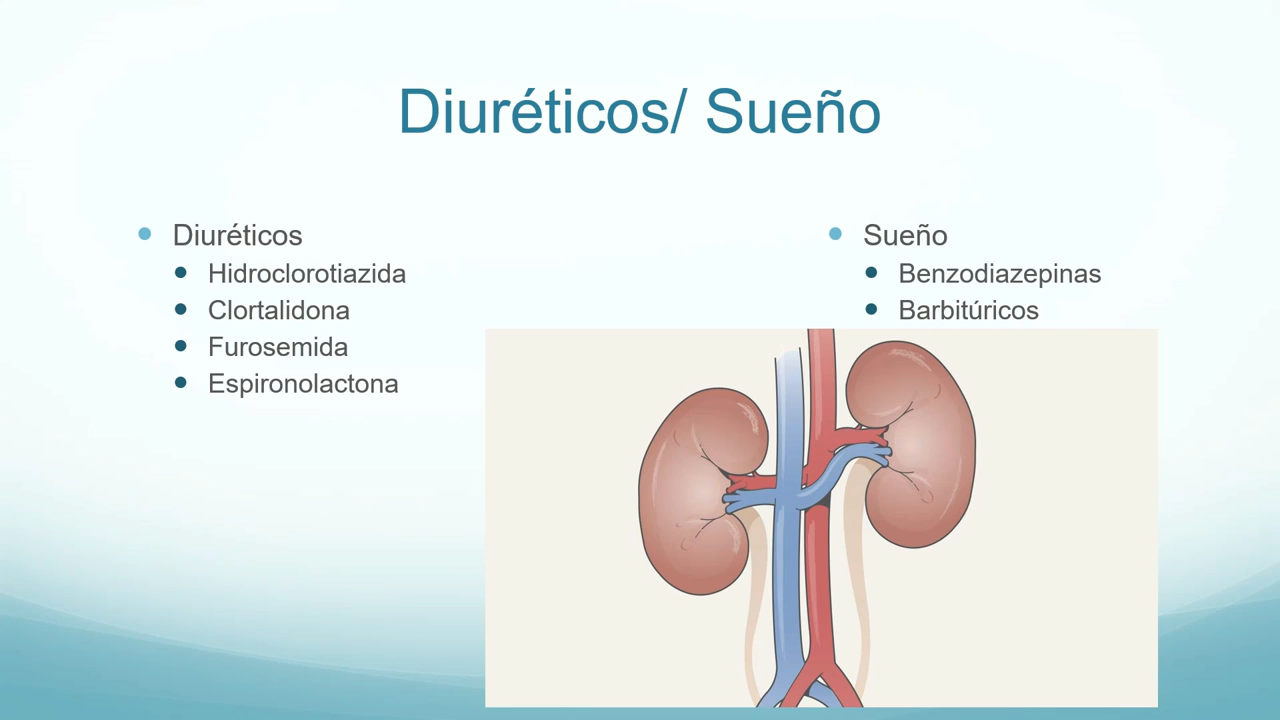 Diuréticos/ Sueño
Diuréticos
Hidroclorotiazida
Clortalidona
Furosemida
Espironolactona
Sueño
Benzodiazepinas
Barbitúricos